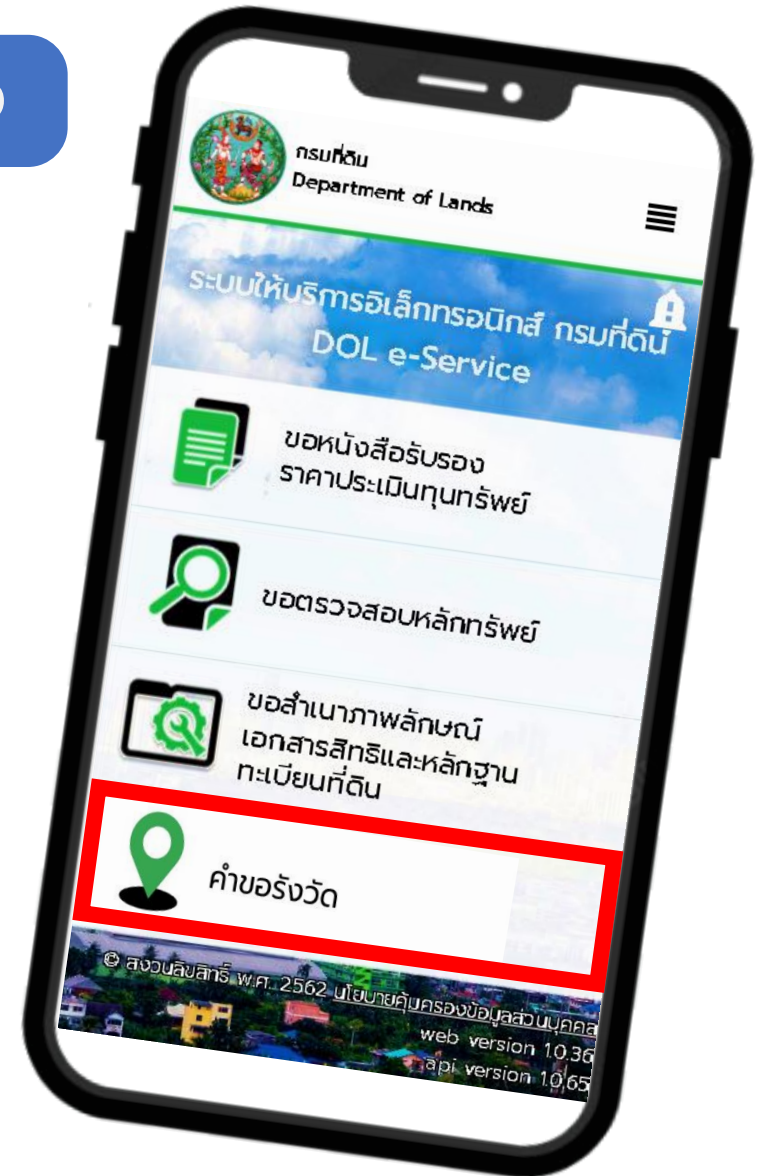 กรมที่ดิน
Department of Lands
ระบบให้บริการอิเล็กทรอนิกส์ กรมที่ดิน
DOL e-Service
ขอหนังสือรับรอง
ราคาประเมินทุนทรัพย์
ขอตรวจสอบหลักทรัพย์
ขอสำเนาภาพลักษณ์
เอกสารสิทธิและหลักฐาน
ทะเบียนที่ดิน
คำขอรังวัด
© สงวนลิขสิทธิ์ พ.ศ. 2562 นโยบายคุ้มครองข้อมูลส่วนบุคคล
web version 1.0.36
api version 1.0.65